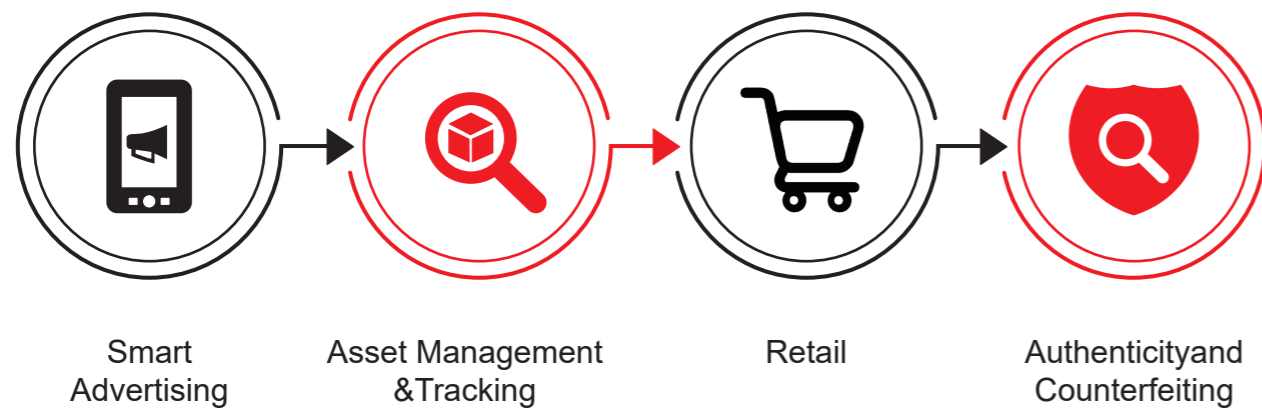 Smart
Advertising
Asset Management
&Tracking
Retail
Authenticityand
Counterfeiting